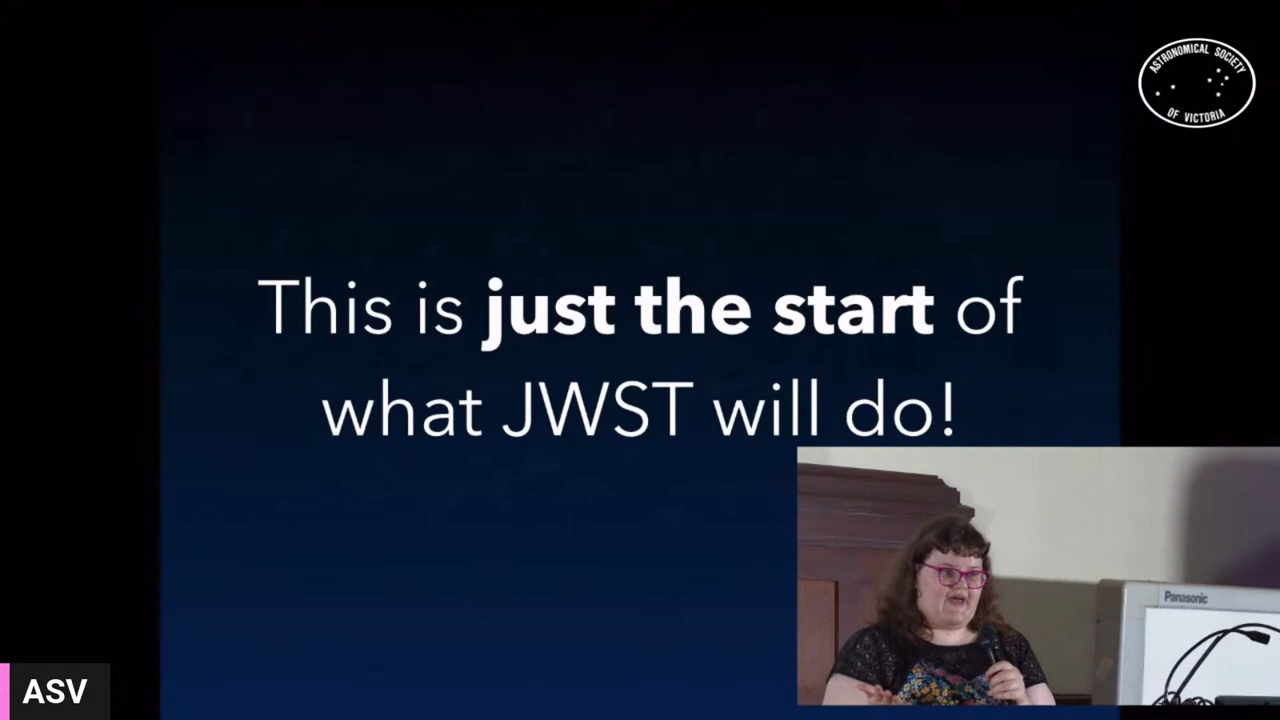 ASTRONOMICAL SOCIETY
OF VICTORIA
This is just the start of
what JWST will do!
Panasonic
ASV